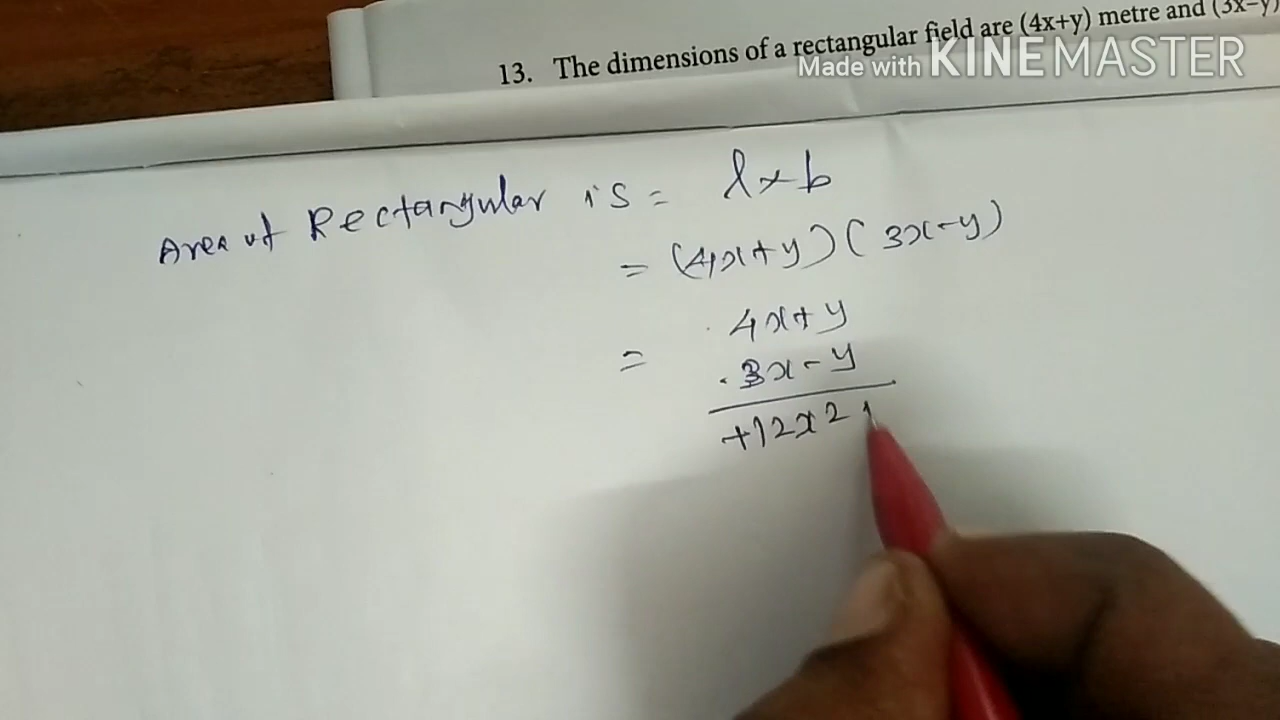 13. The dimensions of a rectangular field are (4x+y) metre and (3x–y)
Made with KINEMASTER
Area of Rectangular is = l × b
= (4x+y) (3x-y)
= 4x+y
3x-y
+12x2